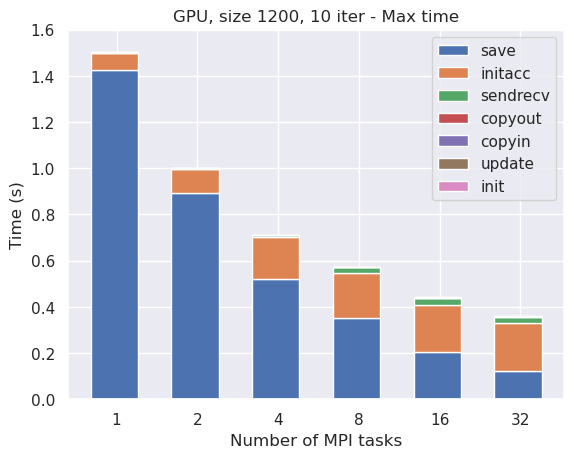 GPU, size 1200, 10 iter - Max time
1.6
1.4
1.2
1.0
0.8
0.6
0.4
0.2
0.0
Time (s)
save
initacc
sendrecv
copyout
copyin
update
init
1 2 4 8 16 32
Number of MPI tasks